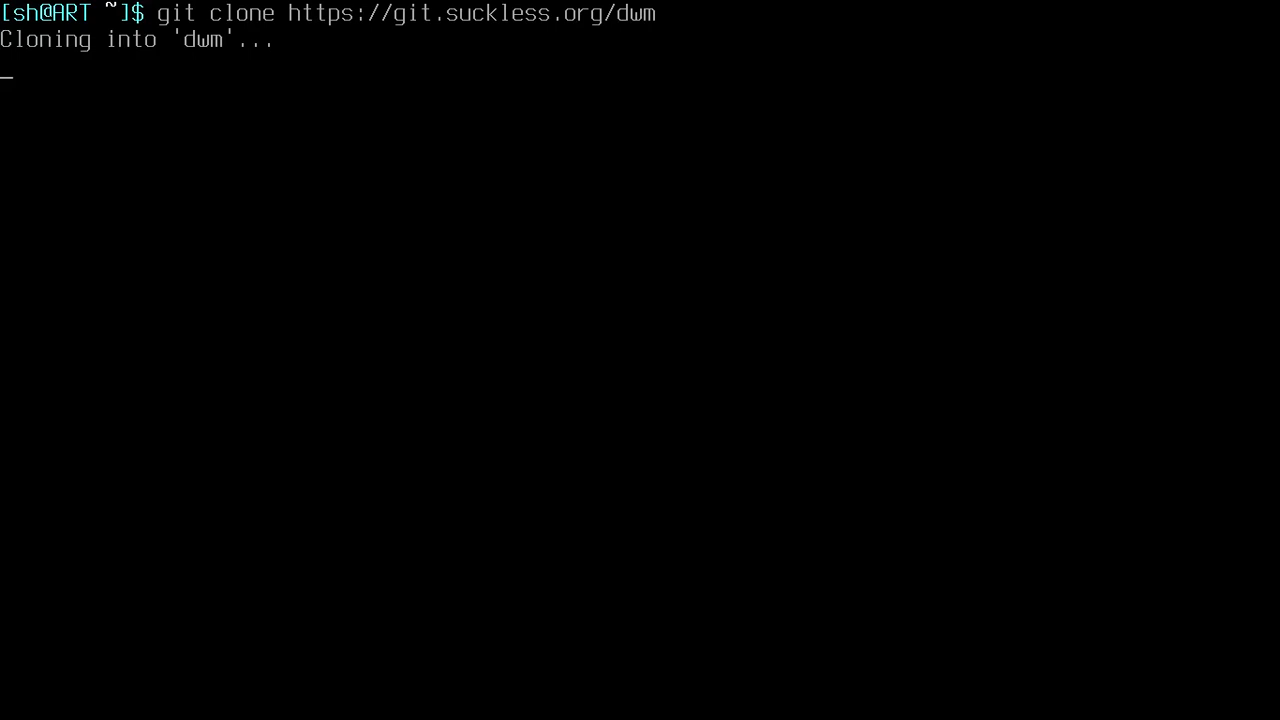 [sh@ART ~]$ git clone https://git.suckless.org/dwm
Cloning into 'dwm'...